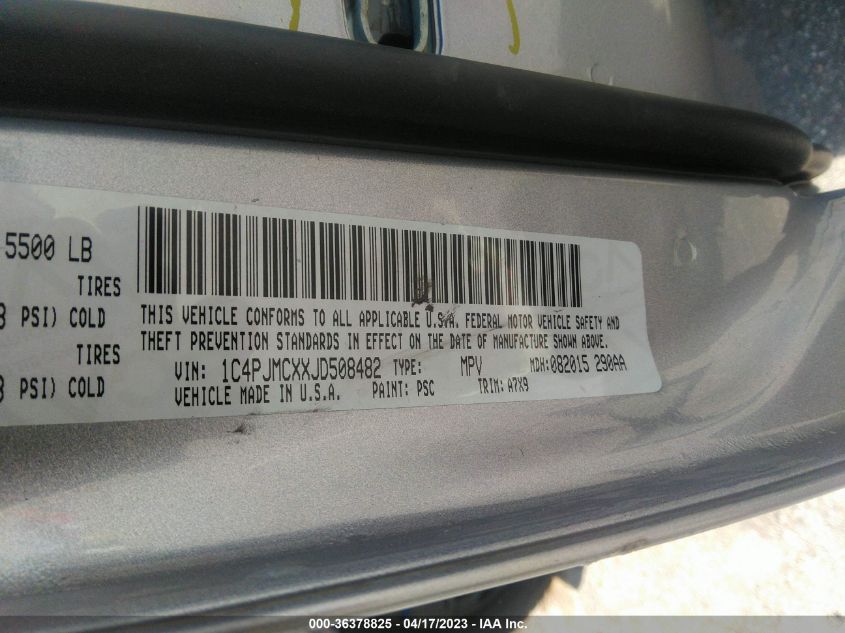 5500 LB
TIRES
PSI) COLD
TIRES
PSI) COLD
THIS VEHICLE CONFORMS TO ALL APPLICABLE U.S.A. FEDERAL MOTOR VEHICLE SAFETY AND
THEFT PREVENTION STANDARDS IN EFFECT ON THE DATE OF MANUFACTURE SHOWN ABOVE.
VIN: 1C4PJMCXXJD508482 TYPE: MPV MDH:082015 290AA
VEHICLE MADE IN U.S.A. PAINT: PSC TRIM: A7X9
000-36378825 - 04/17/2023 - IAA Inc.